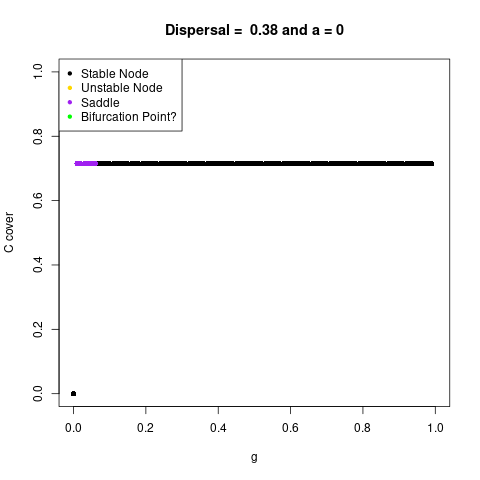 Dispersal =  0.38 and a = 0
Stable Node
Unstable Node
Saddle
Bifurcation Point?
C cover
1.0
0.8
0.6
0.4
0.2
0.0
0.0 0.2 0.4 0.6 0.8 1.0
g